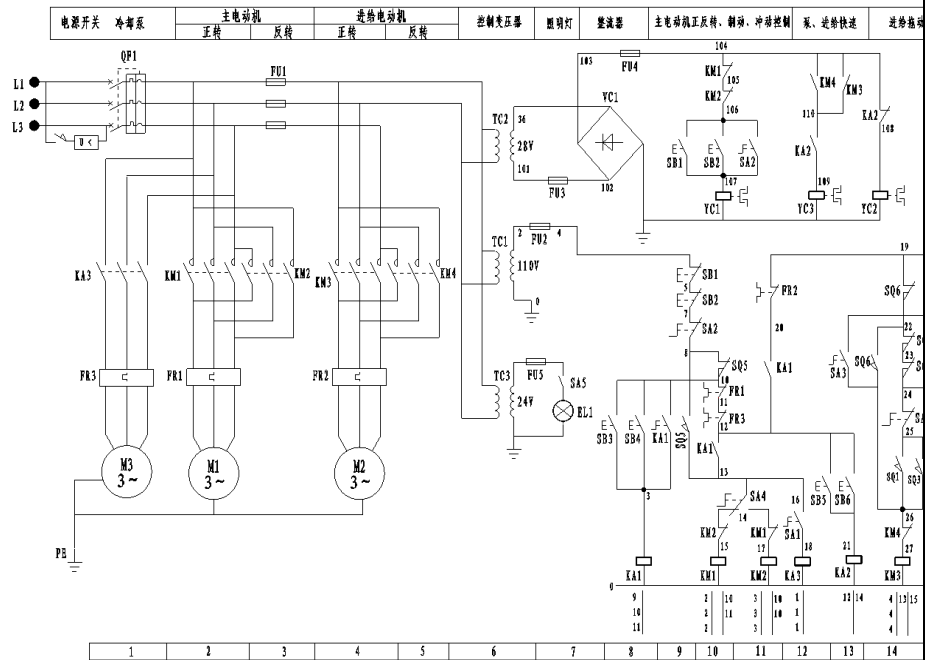 电源开关 冷却泵 主电动机 进给电动机 控制变压器 照明灯 整流器 主电动机正反转、制动、冲动控制 泵、进给快速 进给拖动
正转 反转 正转 反转
QF1
FU1
L1
L2
L3
U <
103
FU4
104
KM1
105
KM2
106
KM4
KM3
110
KA2
108
TC2
36
28V
101
VC1
SB1
SB2
SA2
KA2
FU3
102
107
109
YC1
YC3
YC2
TC1
2
FU2
4
110V
0
19
KA3
KM1
KM2
KM3
KM4
SB1
5
SB2
7
SA2
8
FR2
20
SQ6
22
23
SA3
SQ6
24
25
TC3
FU5
24V
SA5
EL1
FR3
FR1
FR2
SQ5
10
FR1
11
FR3
12
KA1
SB3
SB4
KA1
SQ5
KA1
13
3
M3
3~
M1
3~
M2
3~
SA4
14
16
SB5
SB6
SQ1
SQ3
26
KM2
KM1
SA1
KM4
15
17
18
21
27
PE
0
KA1
KM1
KM2
KA3
KA2
KM3
9 2 10 3 10 1 12 14 4 13 15
10 2 11 3 10 1 4
11 2 3 1 4
1 2 3 4 5 6 7 8 9 10 11 12 13 14